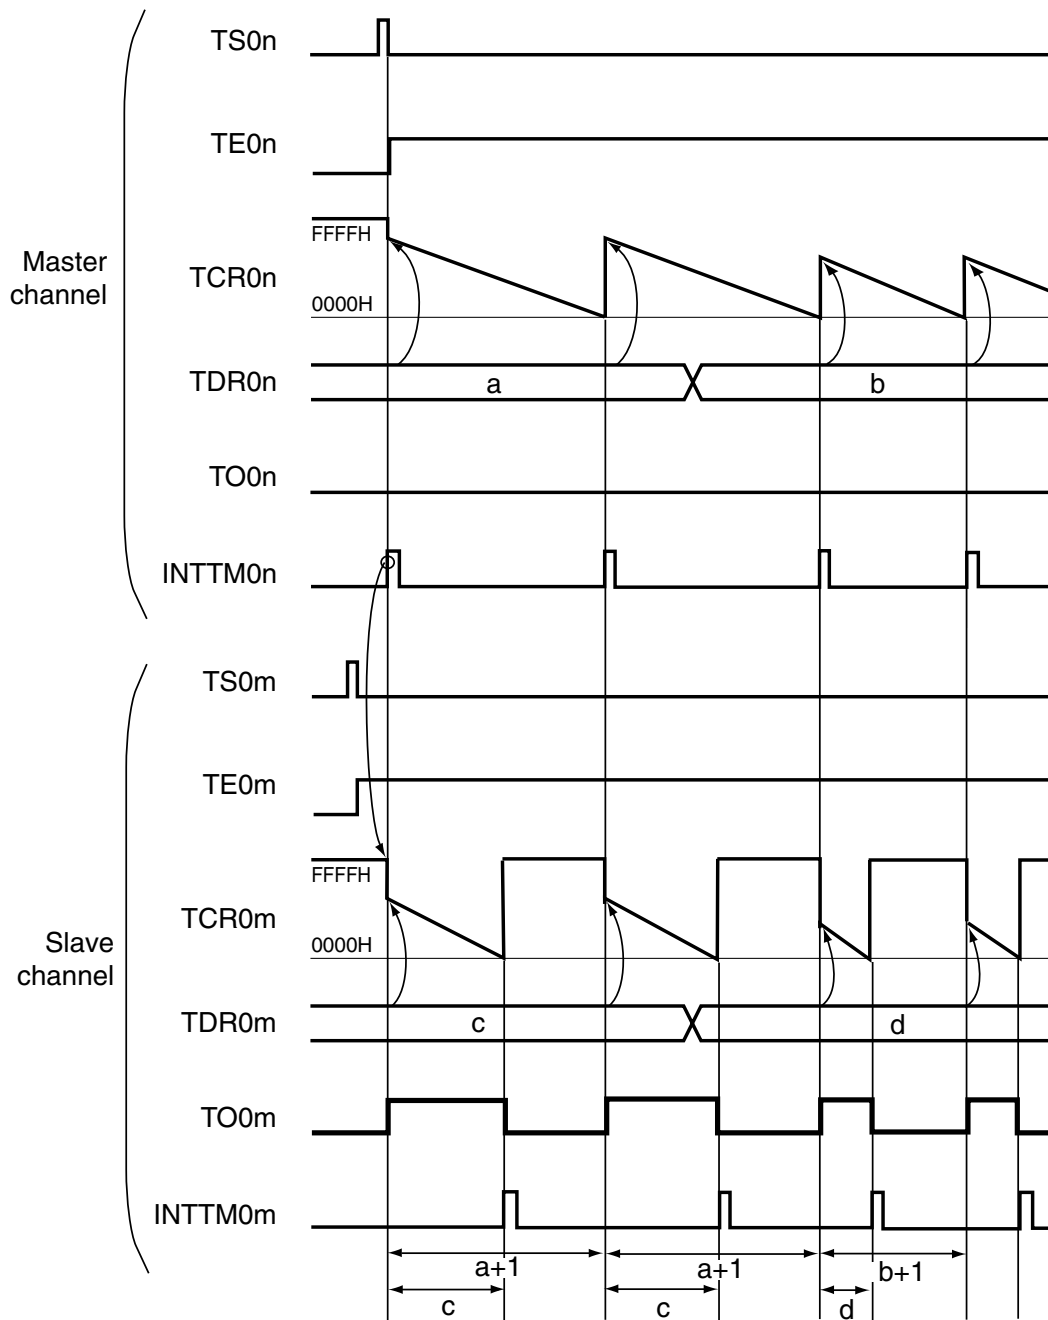 TS0n
TE0n
FFFFH
Master
channel
TCR0n
0000H
TDR0n
a
b
TO0n
INTTM0n
TS0m
TE0m
FFFFH
TCR0m
0000H
Slave
channel
TDR0m
c
d
TO0m
INTTM0m
a+1
a+1
b+1
c
c
d